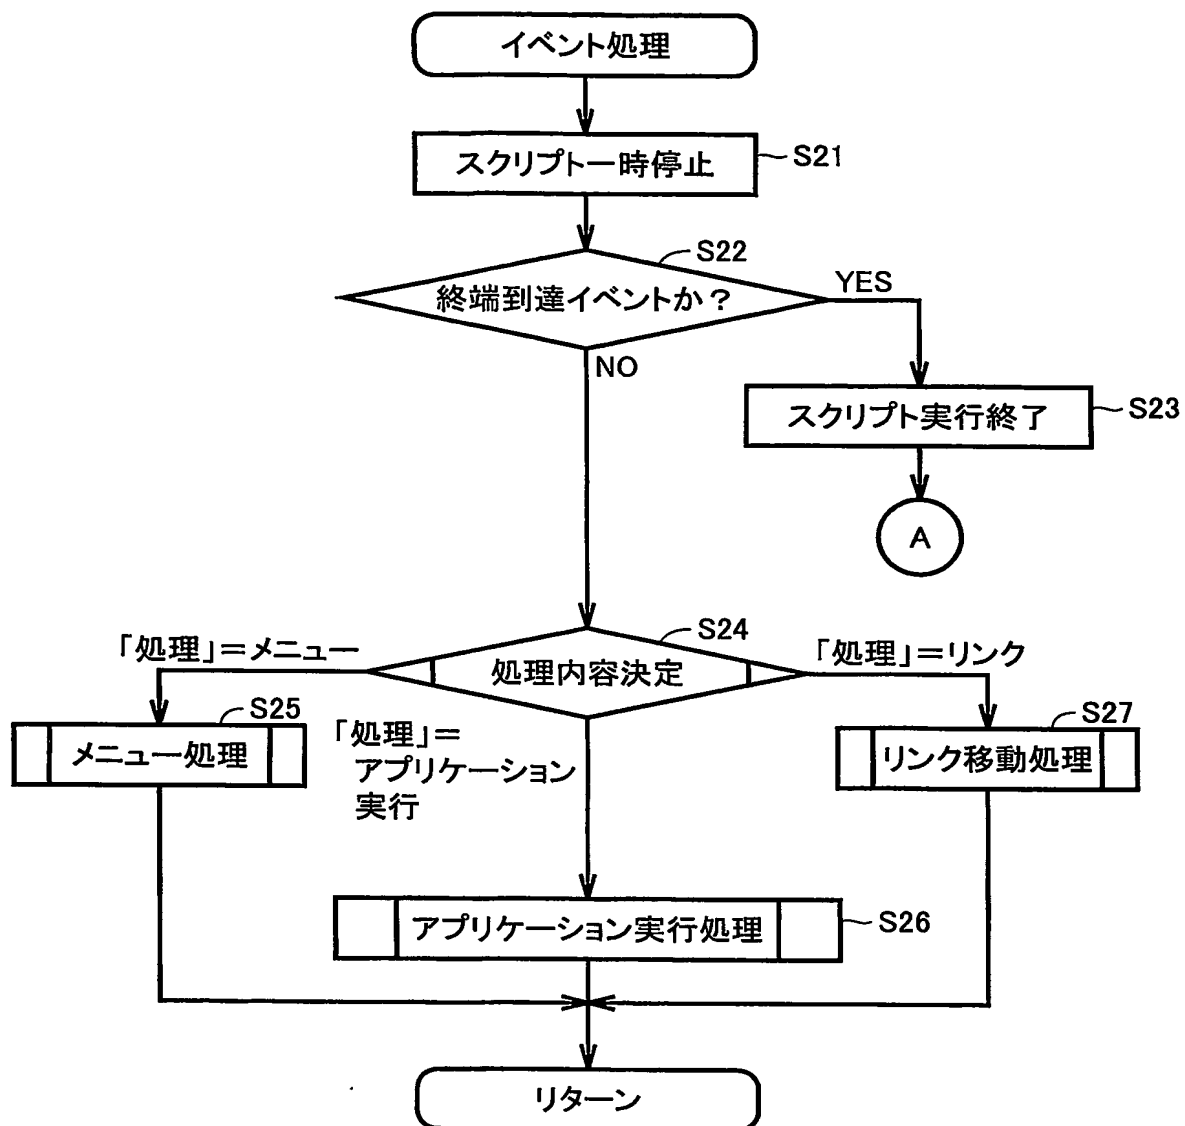 イベント処理
スクリプト一時停止
S21
S22
終端到達イベントか？
YES
NO
スクリプト実行終了
S23
A
S24
「処理」＝メニュー
処理内容決定
「処理」＝リンク
S25
メニュー処理
「処理」＝
アプリケーション
実行
S27
リンク移動処理
アプリケーション実行処理
S26
リターン